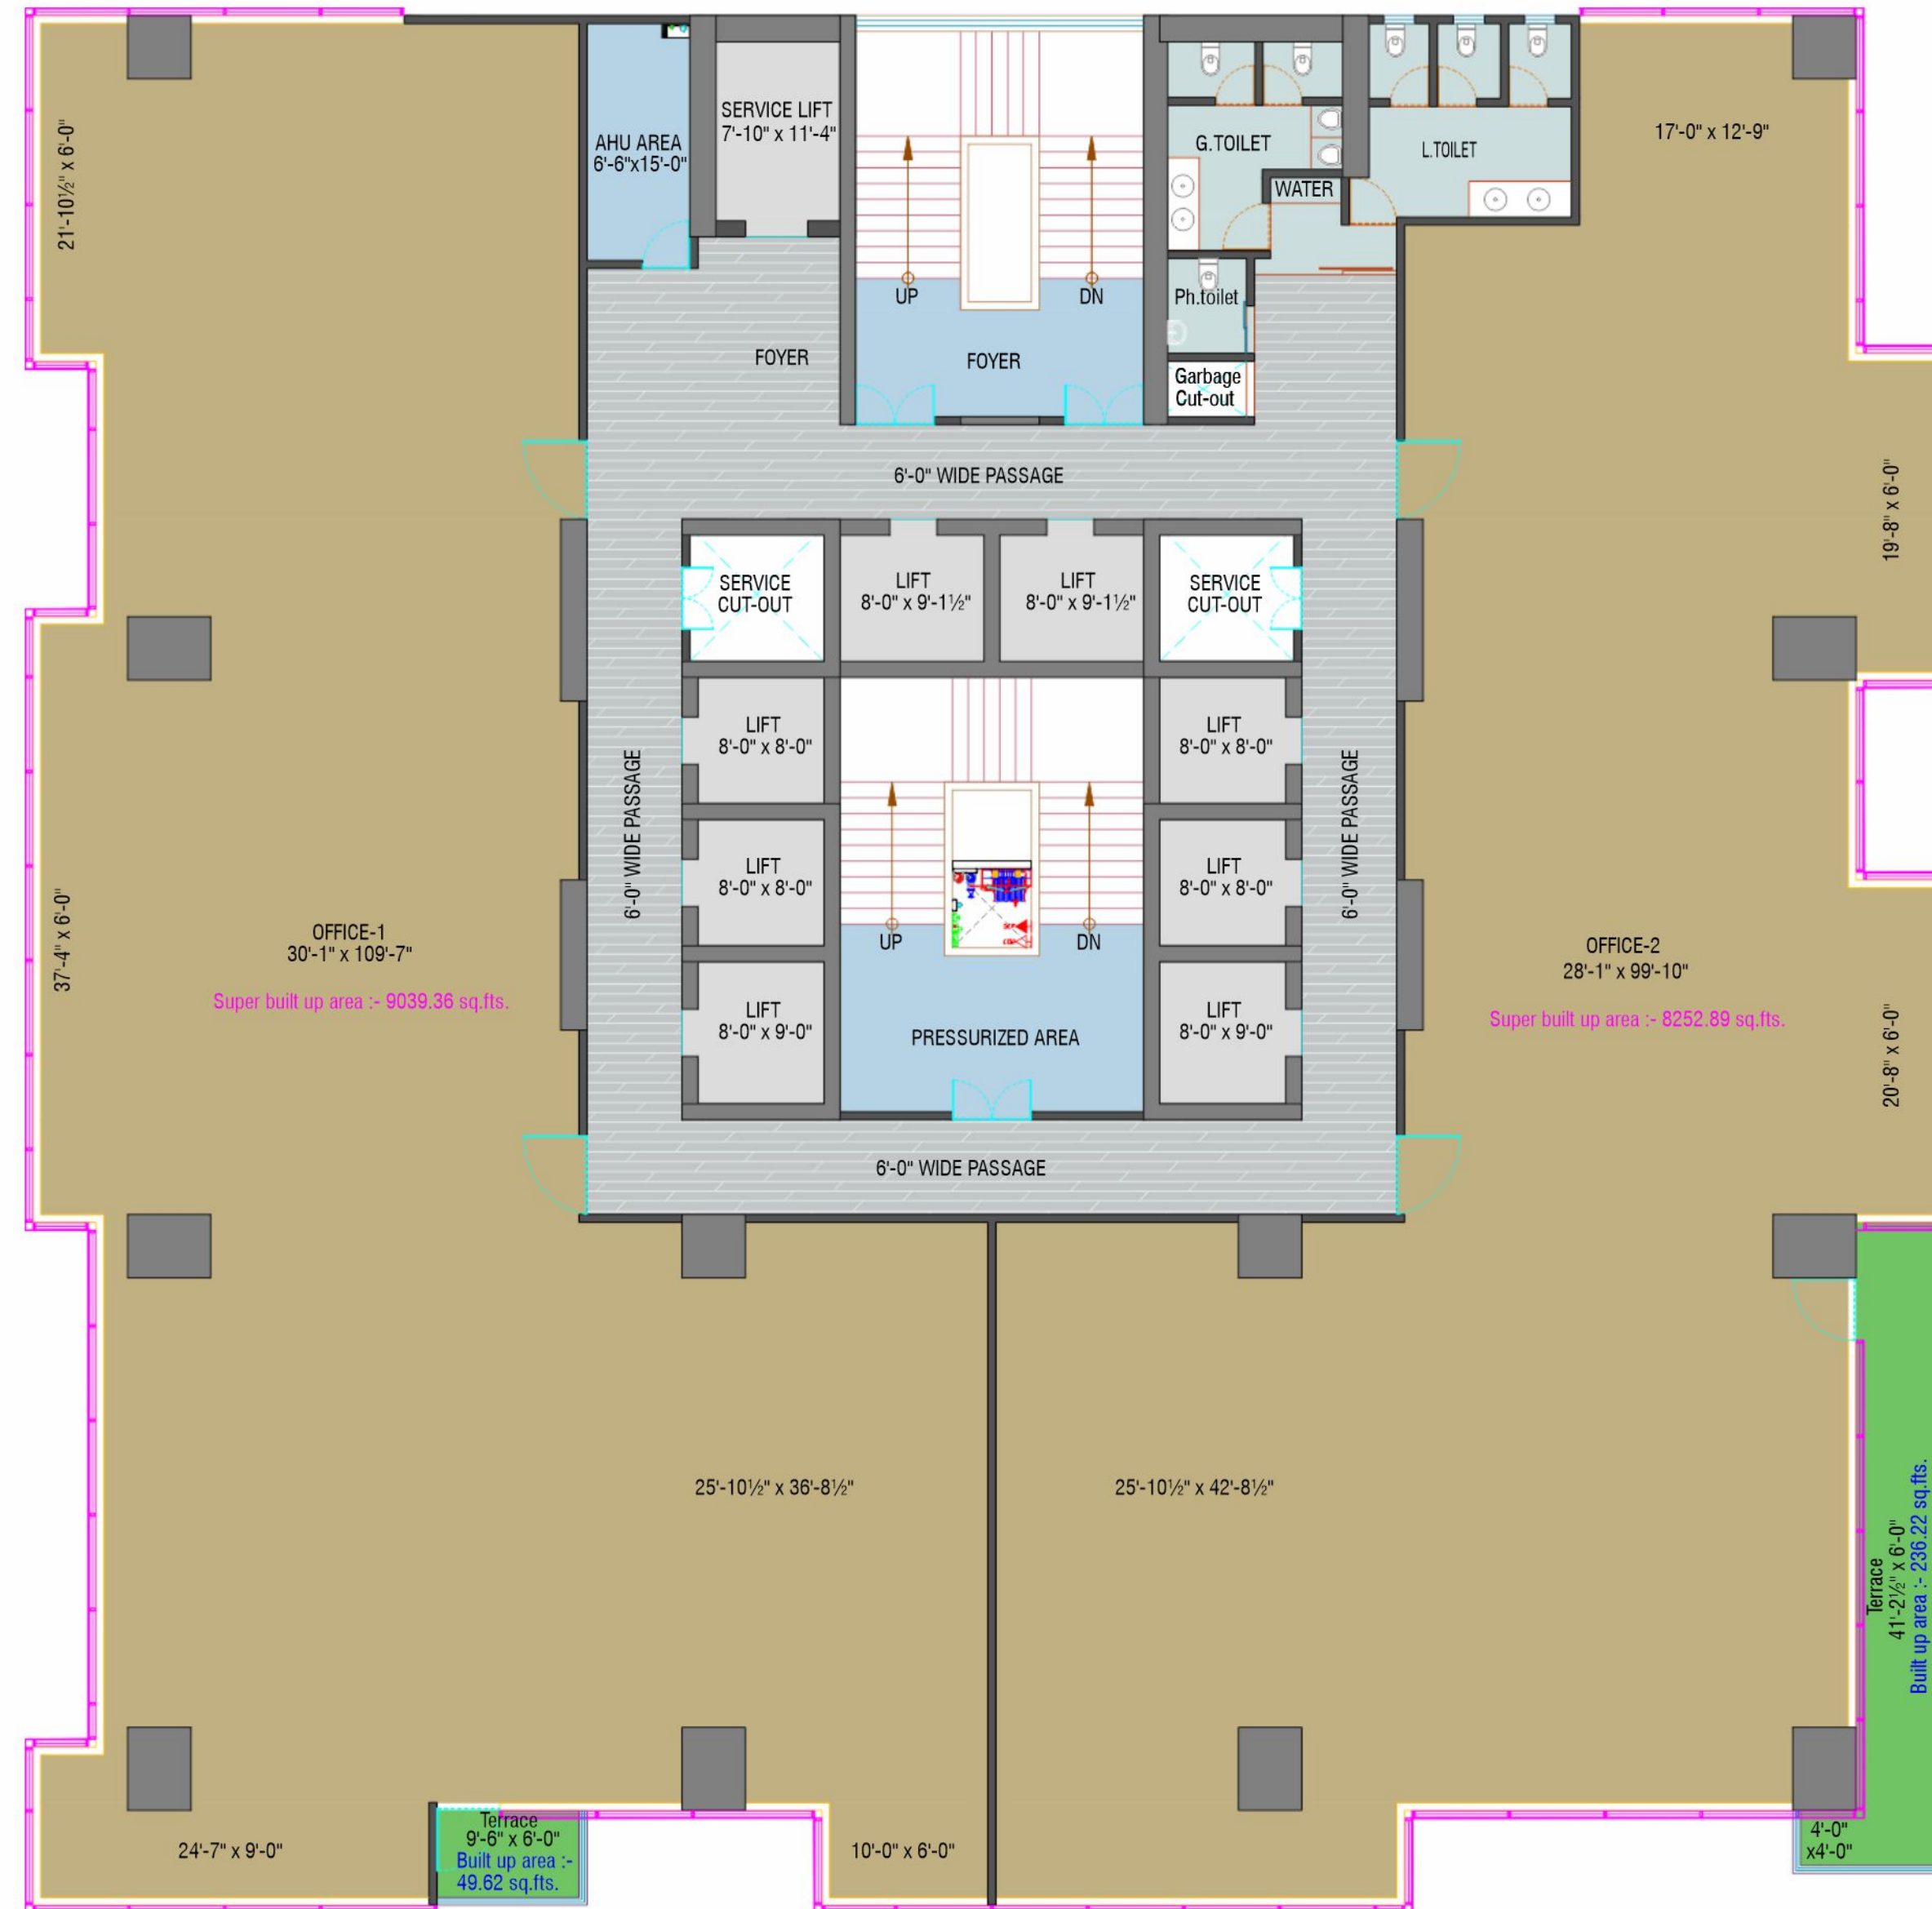 SERVICE LIFT
7'-10" x 11'-4"
AHU AREA
6'-6"x15'-0"
21'-10½" x 6'-0"
G.TOILET
L.TOILET
WATER
17'-0" x 12'-9"
UP
DN
Ph.toilet
FOYER
FOYER
Garbage
Cut-out
6'-0" WIDE PASSAGE
19'-8" x 6'-0"
SERVICE
CUT-OUT
LIFT
8'-0" x 9'-1½"
LIFT
8'-0" x 9'-1½"
SERVICE
CUT-OUT
LIFT
8'-0" x 8'-0"
LIFT
8'-0" x 8'-0"
6'-0" WIDE PASSAGE
6'-0" WIDE PASSAGE
LIFT
8'-0" x 8'-0"
LIFT
8'-0" x 8'-0"
37'-4" x 6'-0"
OFFICE-1
30'-1" x 109'-7"
Super built up area :- 9039.36 sq.fts.
UP
DN
OFFICE-2
28'-1" x 99'-10"
Super built up area :- 8252.89 sq.fts.
LIFT
8'-0" x 9'-0"
PRESSURIZED AREA
LIFT
8'-0" x 9'-0"
20'-8" x 6'-0"
6'-0" WIDE PASSAGE
25'-10½" x 36'-8½"
25'-10½" x 42'-8½"
Terrace
41'-2½" x 6'-0"
Built up area :- 236.22 sq.fts.
24'-7" x 9'-0"
Terrace
9'-6" x 6'-0"
Built up area :-
49.62 sq.fts.
10'-0" x 6'-0"
4'-0"
x4'-0"